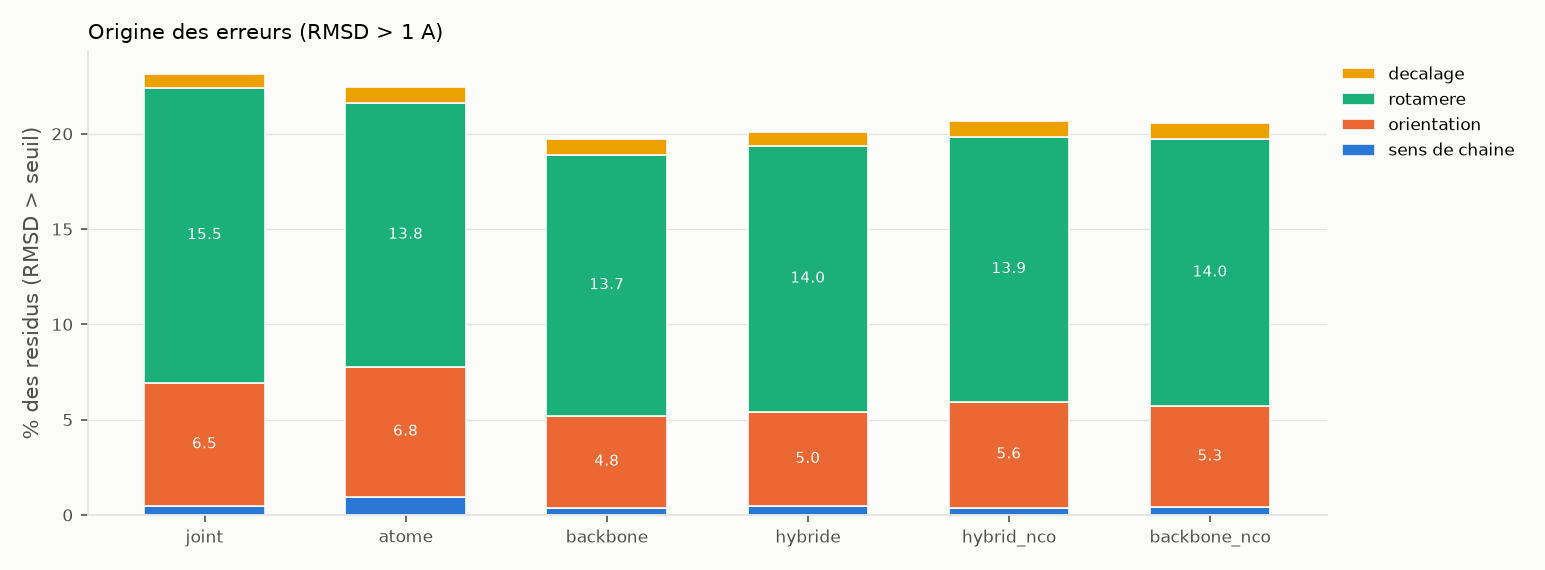 Origine des erreurs (RMSD > 1 A)
% des residus (RMSD > seuil)
20
15
10
5
0
15.5
6.5
13.8
6.8
13.7
4.8
14.0
5.0
13.9
5.6
14.0
5.3
joint
atome
backbone
hybride
hybrid_nco
backbone_nco
decalage
rotamere
orientation
sens de chaine